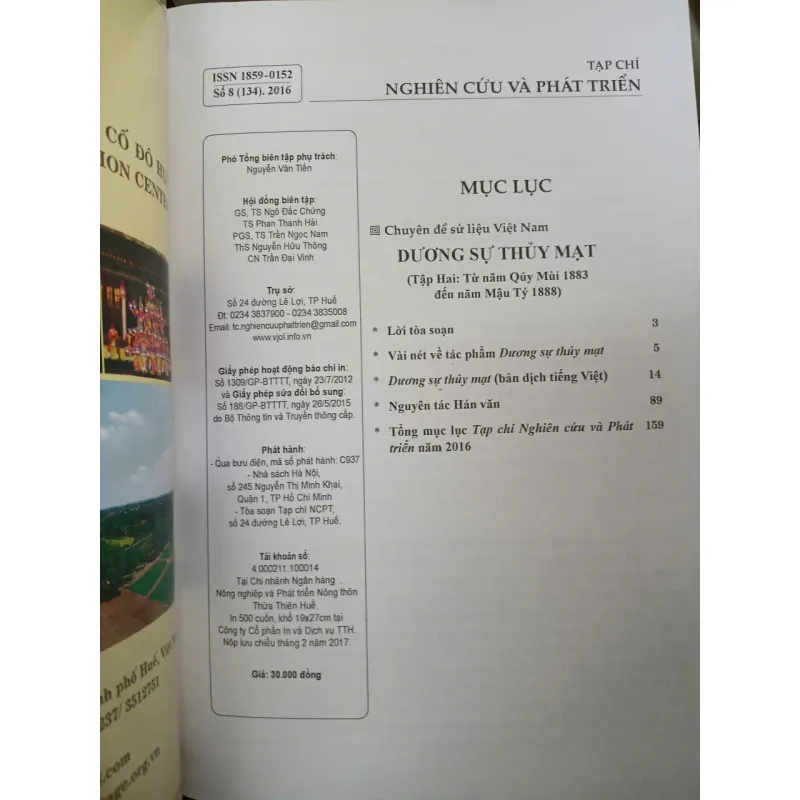 CỐ ĐÔ
ION CENT
nh phố Huế, Việt
237/ 3512751
.com
ge.org.vn
ISSN 1859-0152
Số 8 (134). 2016
TẠP CHÍ
NGHIÊN CỨU VÀ PHÁT TRIỂN
Phó Tổng biên tập phụ trách:
Nguyễn Văn Tiến
Hội đồng biên tập:
GS, TS Ngô Đắc Chứng
TS Phan Thanh Hải
PGS, TS Trần Ngọc Nam
ThS Nguyễn Hữu Thông
CN Trần Đại Vinh
Trụ sở:
Số 24 đường Lê Lợi, TP Huế
Đt: 0234 3837900 - 0234 3835008
Email: tc.nghiencuuphattrien@gmail.com
www.vjol.info.vn
Giấy phép hoạt động báo chí in:
Số 1309/GP-BTTTT, ngày 23/7/2012
và Giấy phép sửa đổi bổ sung:
Số 188/GP-BTTTT, ngày 26/5/2015
do Bộ Thông tin và Truyền thông cấp.
Phát hành:
- Qua bưu điện, mã số phát hành: C937
- Nhà sách Hà Nội,
số 245 Nguyễn Thị Minh Khai,
Quận 1, TP Hồ Chí Minh
- Tòa soạn Tạp chí NCPT,
số 24 đường Lê Lợi, TP Huế.
Tài khoản số:
4.000211.100014
Tại Chi nhánh Ngân hàng
Nông nghiệp và Phát triển Nông thôn
Thừa Thiên Huế.
In 500 cuốn, khổ 19x27cm tại
Công ty Cổ phần In và Dịch vụ TTH.
Nộp lưu chiểu tháng 2 năm 2017.
Giá: 30.000 đồng
MỤC LỤC
Chuyên đề sử liệu Việt Nam
DƯƠNG SỰ THỦY MẠT
(Tập Hai: Từ năm Qúy Mùi 1883
đến năm Mậu Tý 1888)
* Lời tòa soạn 3
* Vài nét về tác phẩm Dương sự thủy mạt 5
* Dương sự thủy mạt (bản dịch tiếng Việt) 14
* Nguyên tác Hán văn 89
* Tổng mục lục Tạp chí Nghiên cứu và Phát 159
triển năm 2016